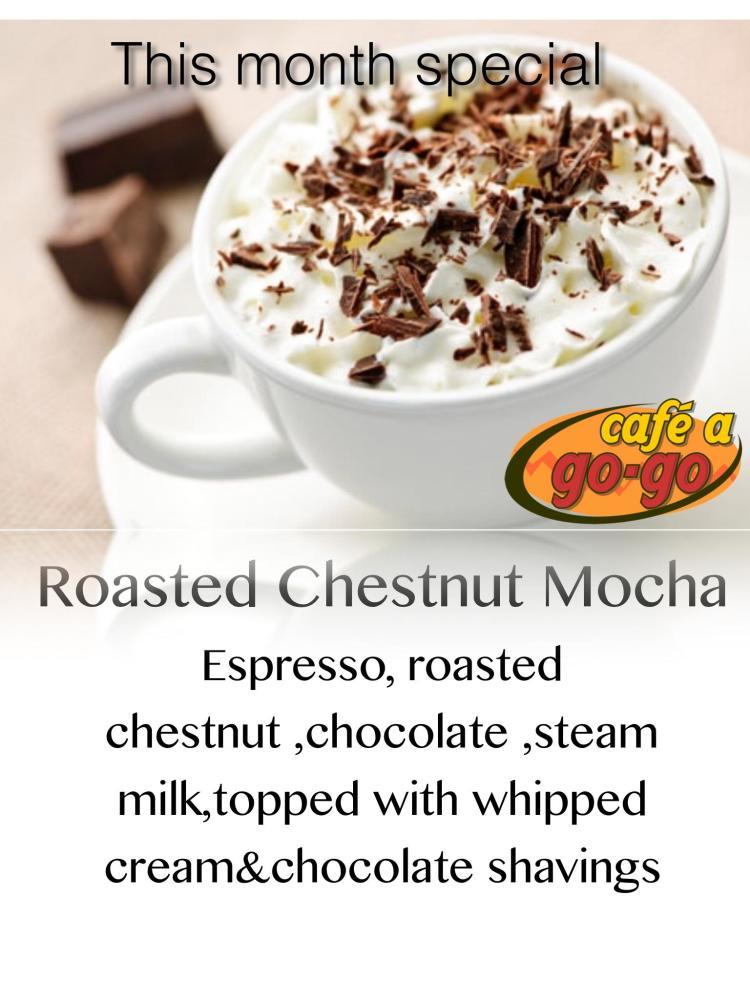 This month special
café a
go-go
Roasted Chestnut Mocha
Espresso, roasted
chestnut ,chocolate ,steam
milk,topped with whipped
cream&chocolate shavings